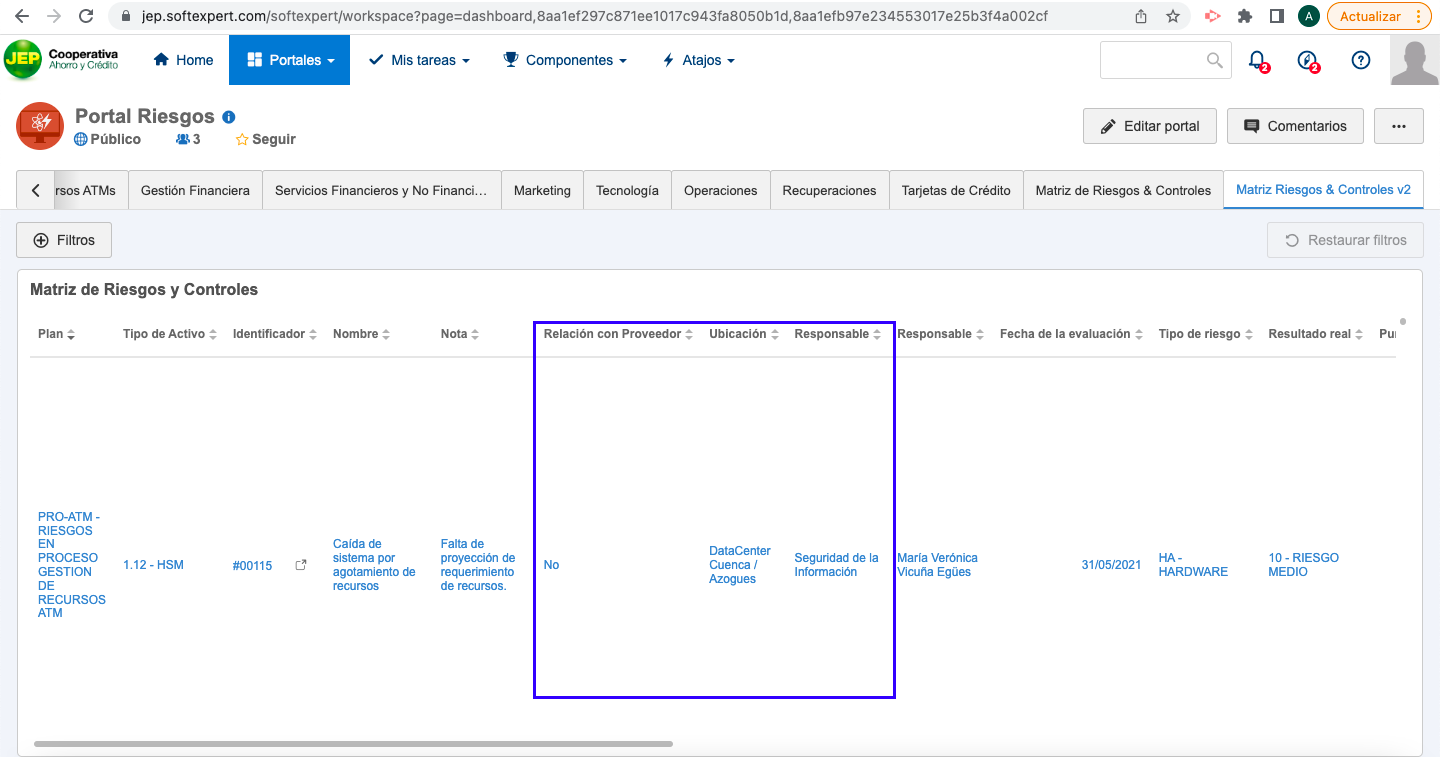 jep.softexpert.com/softexpert/workspace?page=dashboard,8aa1ef297c871ee1017c943fa8050b1d,8aa1efb97e234553017e25b3f4a002cf
A
Actualizar
JEP Cooperativa
Ahorro y Crédito
Home
Portales
Mis tareas
Componentes
Atajos
2
2
Portal Riesgos
Público
3
Seguir
Editar portal
Comentarios
rsos ATMs
Gestión Financiera
Servicios Financieros y No Financi…
Marketing
Tecnología
Operaciones
Recuperaciones
Tarjetas de Crédito
Matriz de Riesgos & Controles
Matriz Riesgos & Controles v2
Filtros
Restaurar filtros
Matriz de Riesgos y Controles
Plan
Tipo de Activo
Identificador
Nombre
Nota
Relación con Proveedor
Ubicación
Responsable
Responsable
Fecha de la evaluación
Tipo de riesgo
Resultado real
Pu
PRO-ATM -
RIESGOS
EN
PROCESO
GESTION
DE
RECURSOS
ATM
1.12 - HSM
#00115
Caída de
sistema por
agotamiento de
recursos
Falta de
proyección de
requerimiento
de recursos.
No
DataCenter
Cuenca /
Azogues
Seguridad de la
Información
María Verónica
Vicuña Egües
31/05/2021
HA -
HARDWARE
10 - RIESGO
MEDIO